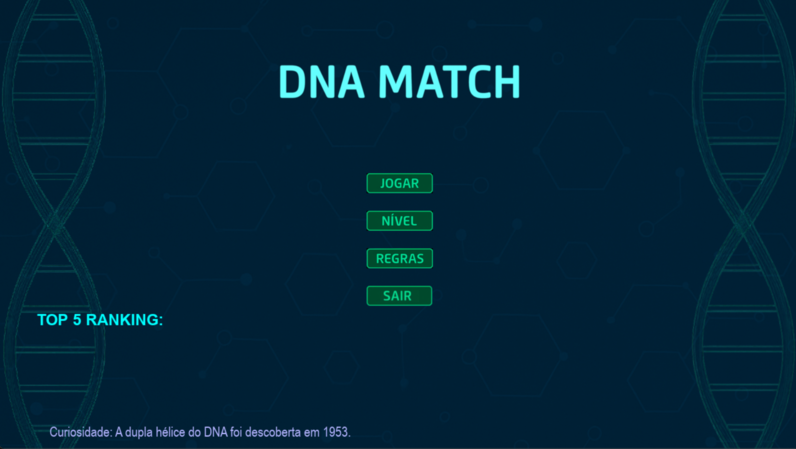 DNA MATCH
JOGAR
NÍVEL
REGRAS
SAIR
TOP 5 RANKING:
Curiosidade: A dupla hélice do DNA foi descoberta em 1953.